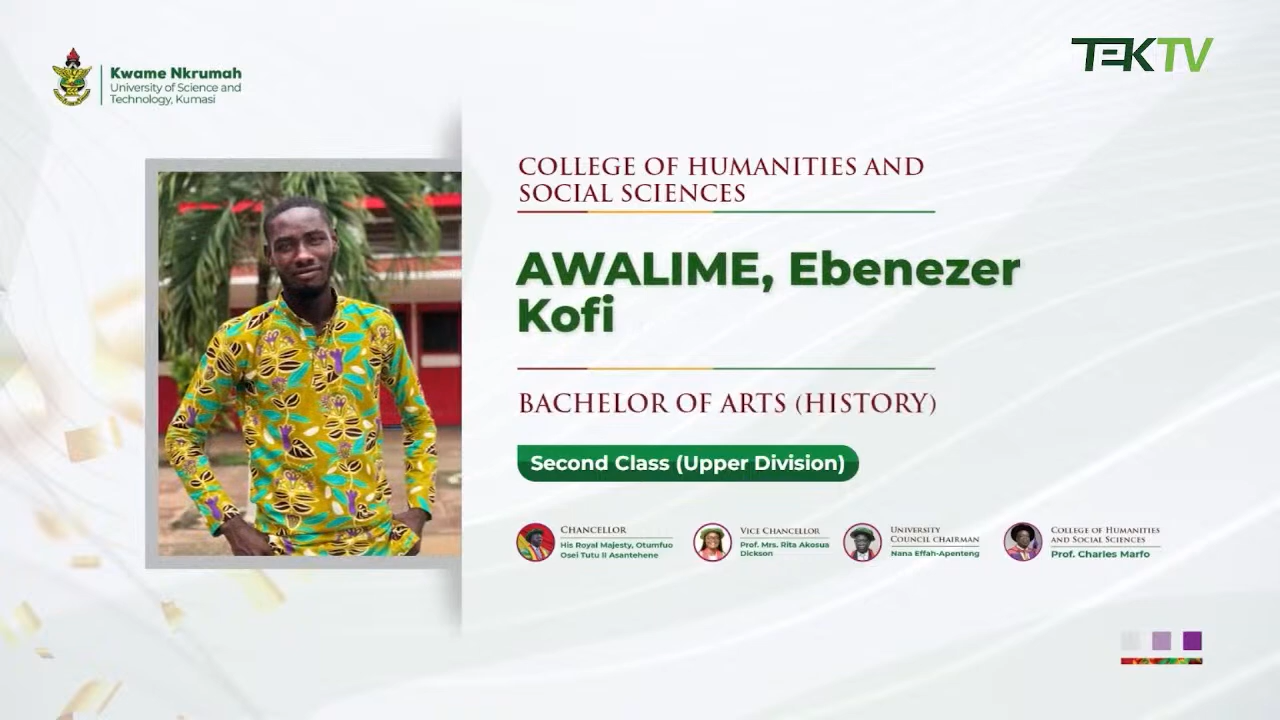 Kwame Nkrumah
University of Science and
Technology, Kumasi
TEKTV
COLLEGE OF HUMANITIES AND
SOCIAL SCIENCES
AWALIME, Ebenezer
Kofi
BACHELOR OF ARTS (HISTORY)
Second Class (Upper Division)
CHANCELLOR
His Royal Majesty, Otumfuo
Osei Tutu II Asantehene
VICE CHANCELLOR
Prof. Mrs. Rita Akosua
Dickson
UNIVERSITY
COUNCIL CHAIRMAN
Nana Effah-Apenteng
COLLEGE OF HUMANITIES
AND SOCIAL SCIENCES
Prof. Charles Marfo